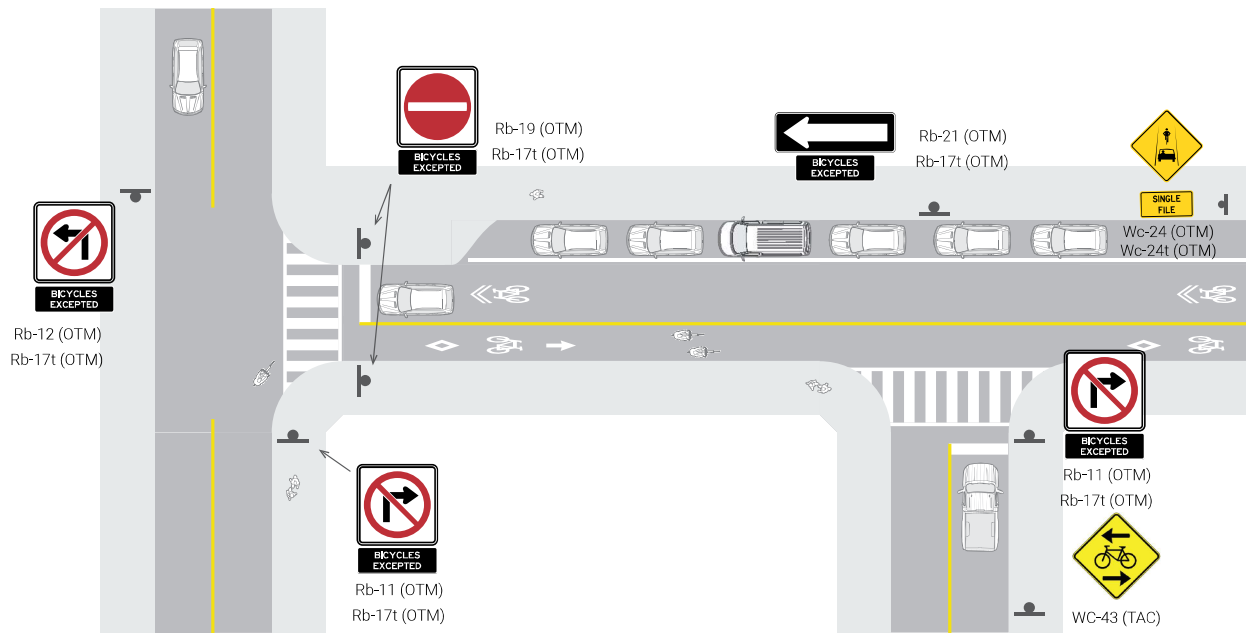 Rb-19 (OTM)
Rb-17t (OTM)
BICYCLES
EXCEPTED
Rb-21 (OTM)
Rb-17t (OTM)
BICYCLES
EXCEPTED
SINGLE
FILE
Wc-24 (OTM)
Wc-24t (OTM)
BICYCLES
EXCEPTED
Rb-12 (OTM)
Rb-17t (OTM)
BICYCLES
EXCEPTED
Rb-11 (OTM)
Rb-17t (OTM)
BICYCLES
EXCEPTED
Rb-11 (OTM)
Rb-17t (OTM)
WC-43 (TAC)